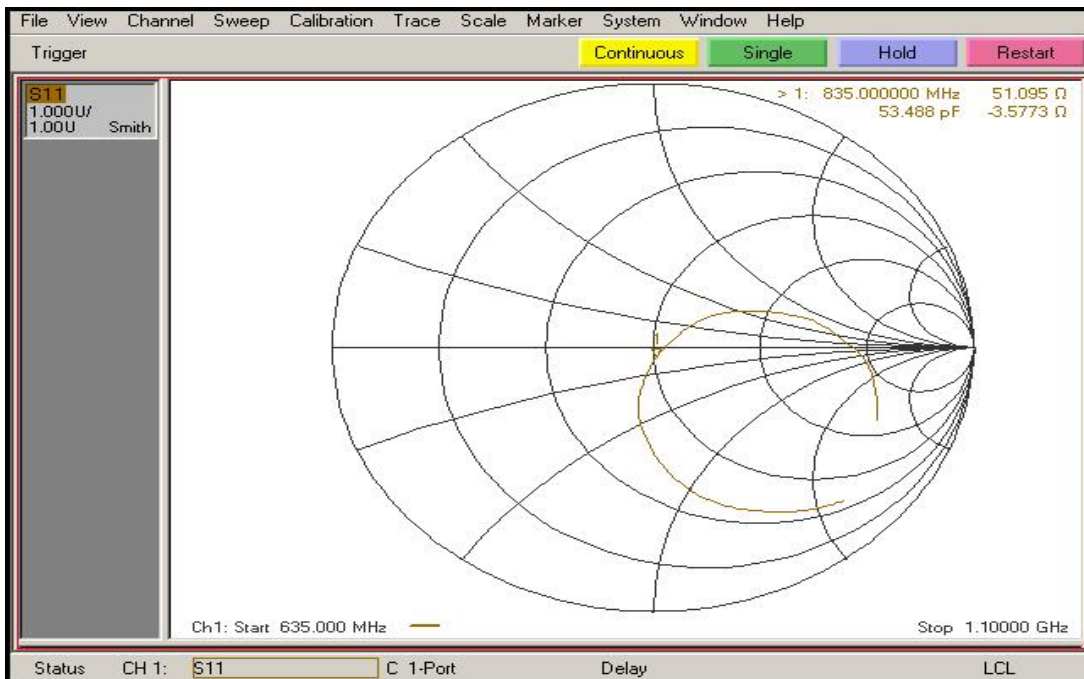 File View Channel Sweep Calibration Trace Scale Marker System Window Help
Trigger Continuous Single Hold Restart
S11
1.000U/
1.00U Smith
> 1: 835.000000 MHz 51.095 Ω
53.488 pF -3.5773 Ω
1
Ch1: Start 635.000 MHz Stop 1.10000 GHz
Status CH 1: S11 C 1-Port Delay LCL